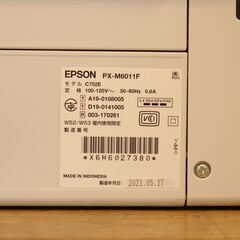 EPSON PX-M6011F
モデル C752E
定格 100-120V〜 50-60Hz 0.6A
A19-0108005
D19-0141005
R 003-170261
W52/W53 屋内使用限定
製造番号
*X6M6027380*
MADE IN INDONESIA
製造年月日 2021.05.17
>PP<